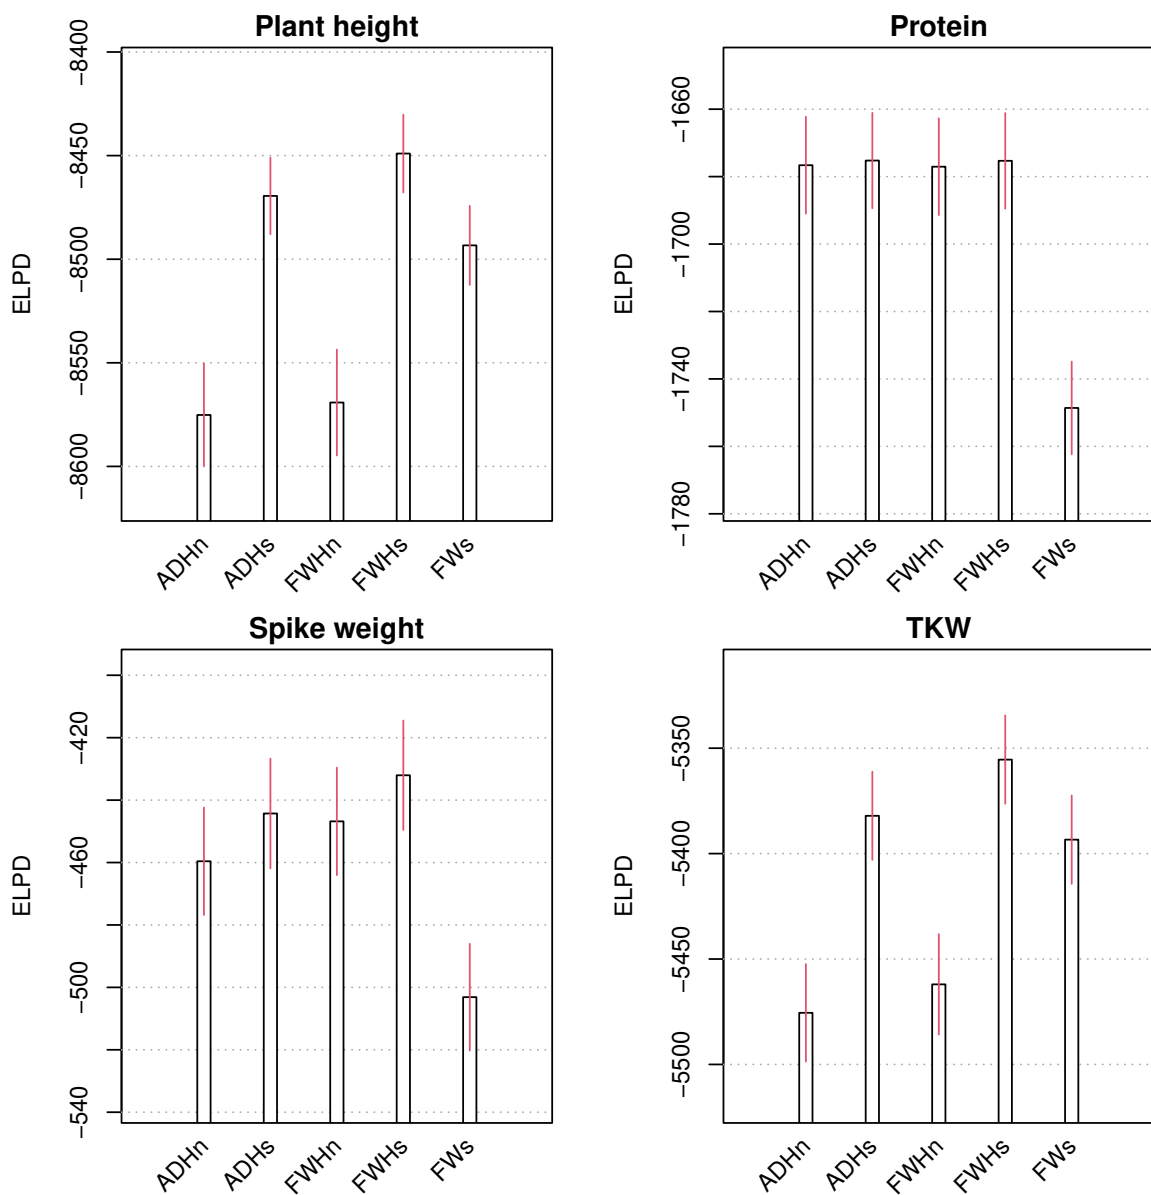 Plant height
ELPD
−8400
−8450
−8500
−8550
−8600
ADHn
ADHs
FWHn
FWHs
FWs
Protein
ELPD
−1660
−1700
−1740
−1780
ADHn
ADHs
FWHn
FWHs
FWs
Spike weight
ELPD
−420
−460
−500
−540
ADHn
ADHs
FWHn
FWHs
FWs
TKW
ELPD
−5350
−5400
−5450
−5500
ADHn
ADHs
FWHn
FWHs
FWs